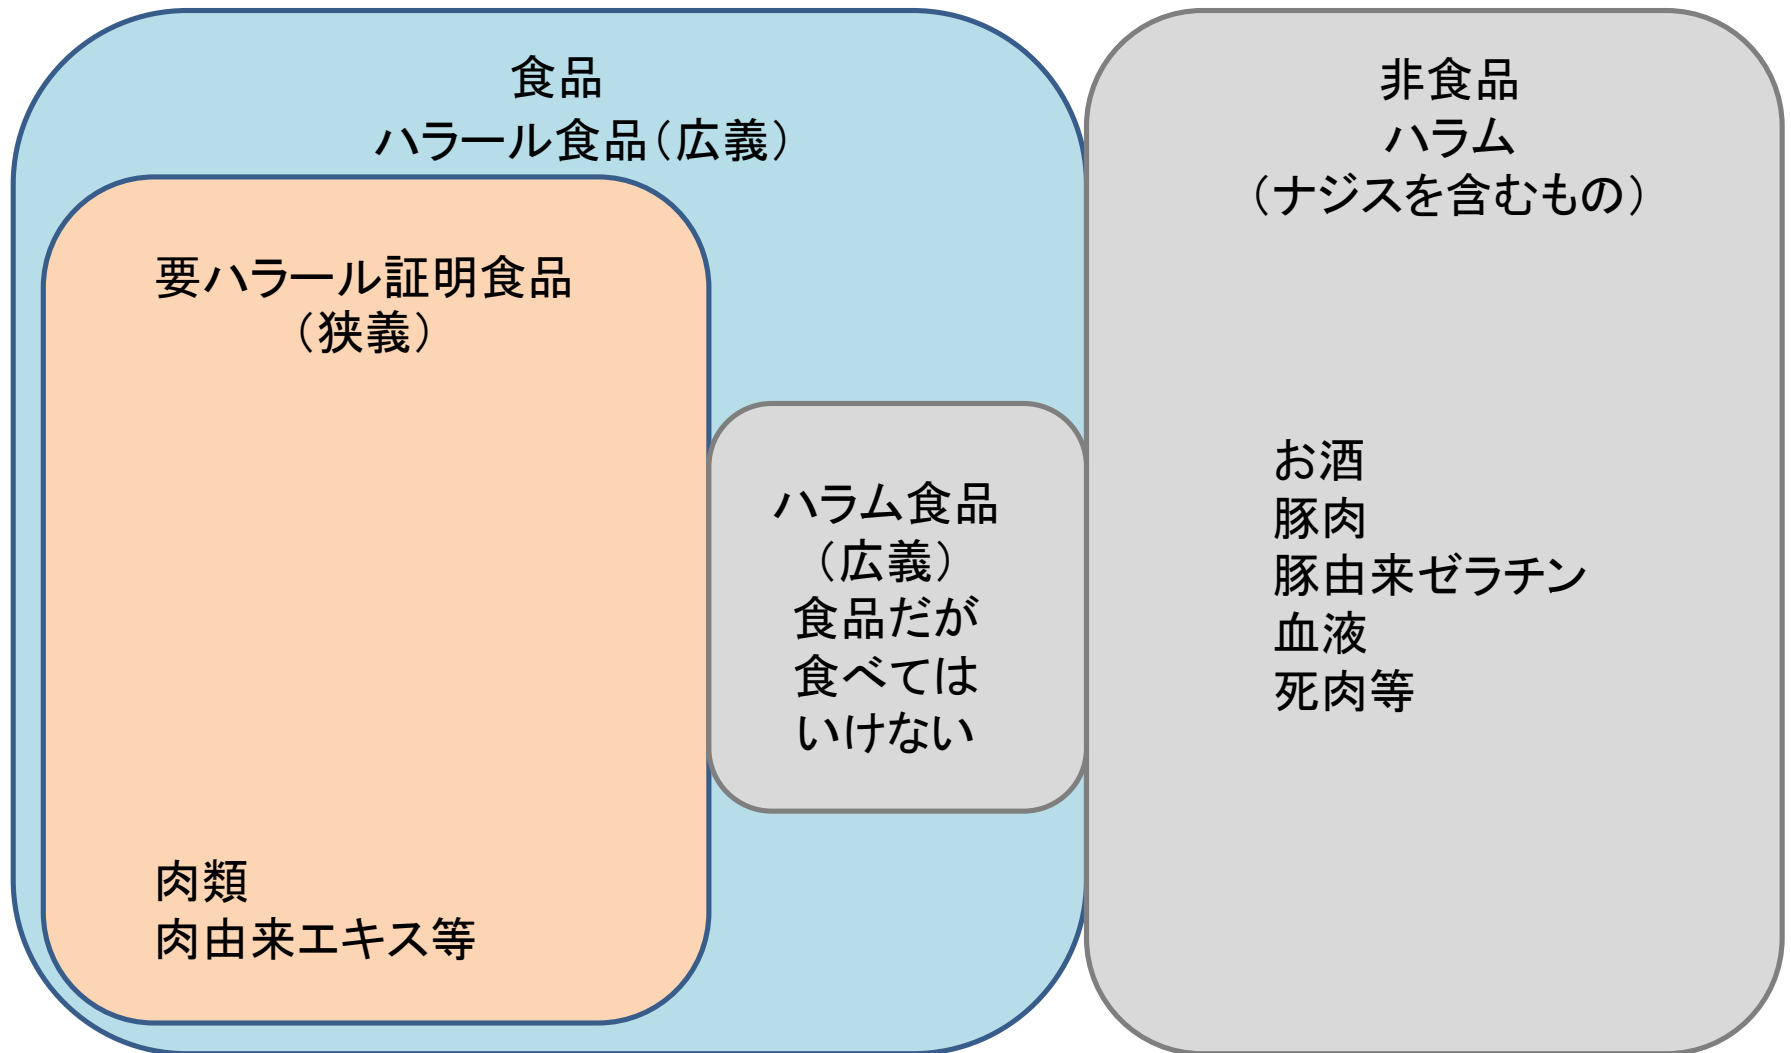 食品
ハラール食品（広義）
要ハラール証明食品
（狭義）
肉類
肉由来エキス等
ハラム食品
（広義）
食品だが
食べては
いけない
非食品
ハラム
（ナジスを含むもの）
お酒
豚肉
豚由来ゼラチン
血液
死肉等